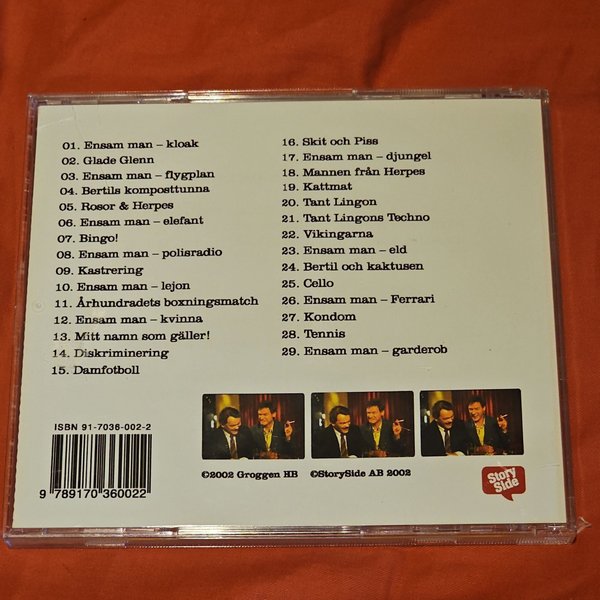 01. Ensam man – kloak
02. Glade Glenn
03. Ensam man – flygplan
04. Bertils komposttunna
05. Rosor & Herpes
06. Ensam man – elefant
07. Bingo!
08. Ensam man – polisradio
09. Kastrering
10. Ensam man – lejon
11. Århundradets boxningsmatch
12. Ensam man – kvinna
13. Mitt namn som gäller!
14. Diskriminering
15. Damfotboll
16. Skit och Piss
17. Ensam man – djungel
18. Mannen från Herpes
19. Kattmat
20. Tant Lingon
21. Tant Lingons Techno
22. Vikingarna
23. Ensam man – eld
24. Bertil och kaktusen
25. Cello
26. Ensam man – Ferrari
27. Kondom
28. Tennis
29. Ensam man – garderob
ISBN 91-7036-002-2
9 789170 360022
©2002 Groggen HB ©StorySide AB 2002
Story
Side